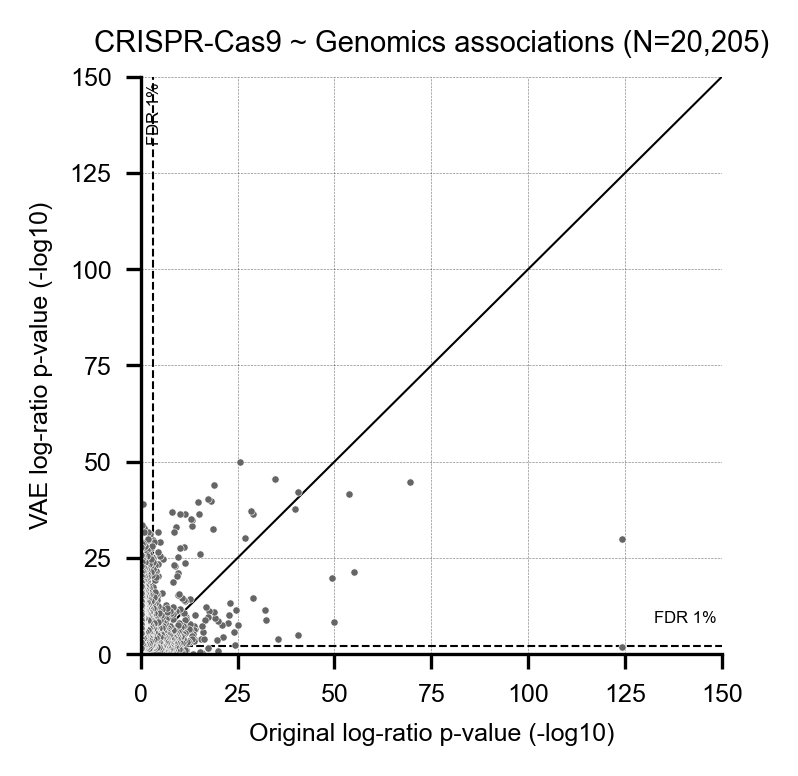 CRISPR-Cas9 ~ Genomics associations (N=20,205)
150
FDR 1%
125
100
75
50
25
0
VAE log-ratio p-value (-log10)
FDR 1%
0 25 50 75 100 125 150
Original log-ratio p-value (-log10)